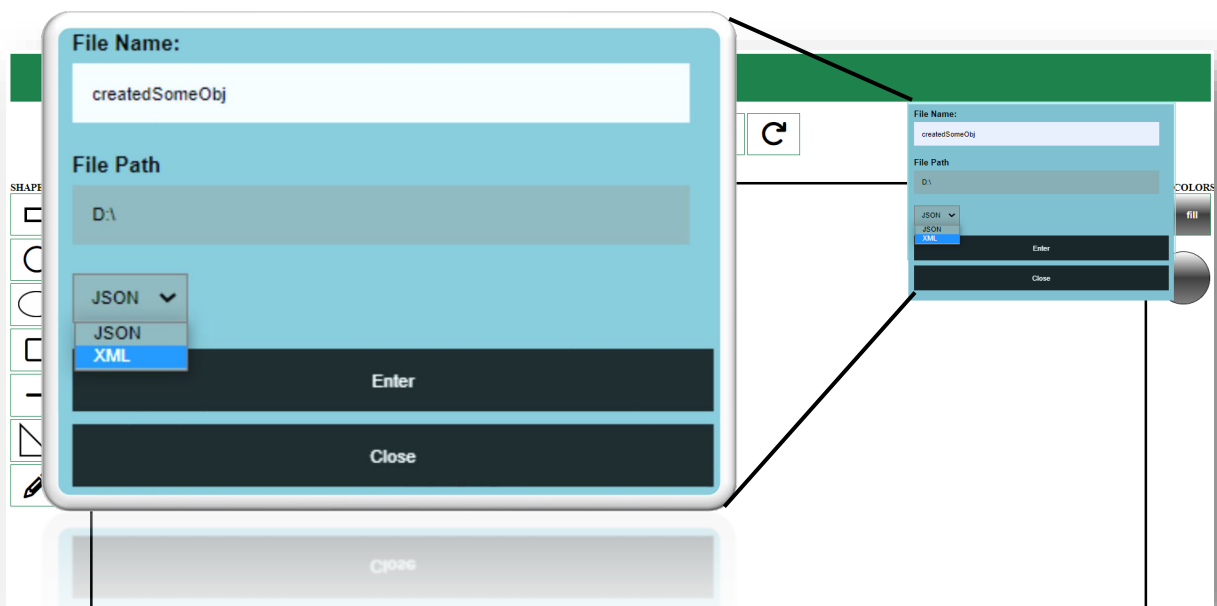 File Name:
createdSomeObj
File Path
D:\
JSON
JSON
XML
Enter
Close
Close
SHAPE
File Name:
createdSomeObj
File Path
D:\
JSON
JSON
XML
Enter
Close
COLORS
fill